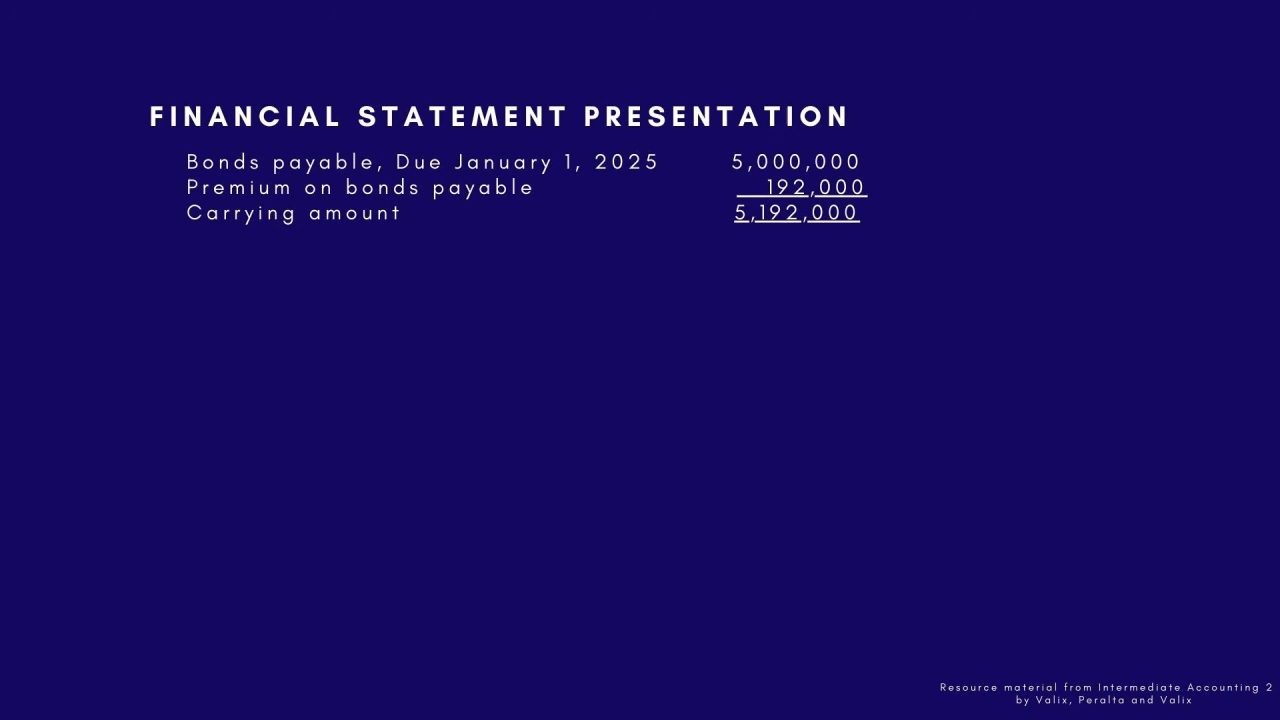 FINANCIAL STATEMENT PRESENTATION
Bonds payable, Due January 1, 2025 5,000,000
Premium on bonds payable 192,000
Carrying amount 5,192,000
Resource material from Intermediate Accounting 2
by Valix, Peralta and Valix